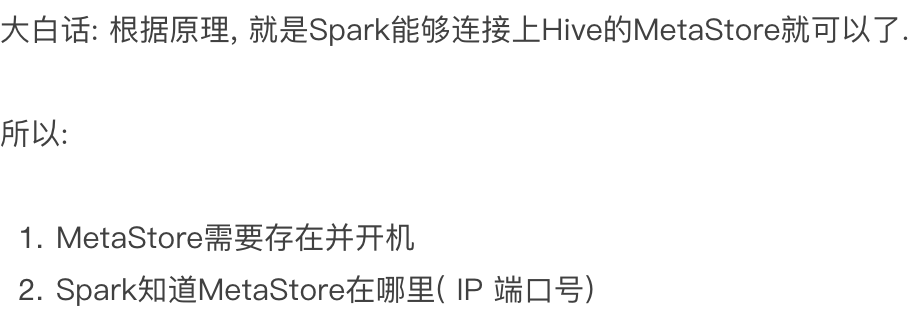 大白话: 根据原理, 就是Spark能够连接上Hive的MetaStore就可以了.
所以:
1. MetaStore需要存在并开机
2. Spark知道MetaStore在哪里( IP 端口号)